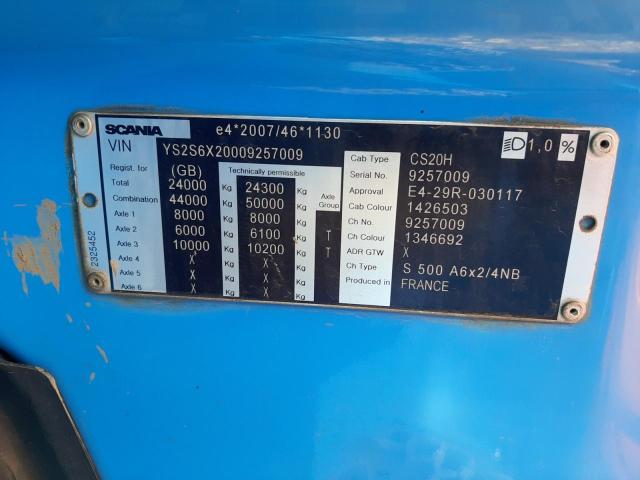 SCANIA e4*2007/46*1130
VIN YS2S6X20009257009 1,0 %
Regist. for (GB) Technically permissible Cab Type CS20H
Total 24000 Kg 24300 Kg Axle Group Serial No. 9257009
Combination 44000 Kg 50000 Kg Approval E4-29R-030117
Axle 1 8000 Kg 8000 Kg Cab Colour 1426503
Axle 2 6000 Kg 6100 Kg T Ch No. 9257009
Axle 3 10000 Kg 10200 Kg T Ch Colour 1346692
Axle 4 X Kg X Kg ADR GTW X
Axle 5 X Kg X Kg Ch Type S 500 A6x2/4NB
Axle 6 X Kg X Kg Produced in FRANCE
2325452